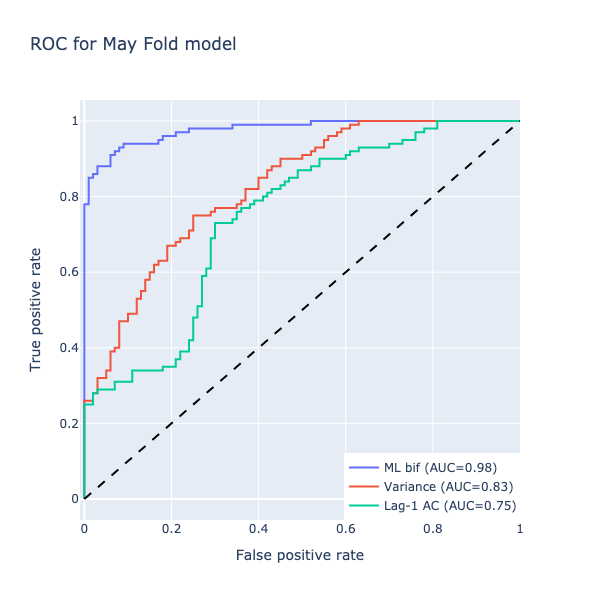 ROC for May Fold model
True positive rate
1
0.8
0.6
0.4
0.2
0
0
0.2
0.4
0.6
0.8
1
False positive rate
ML bif (AUC=0.98)
Variance (AUC=0.83)
Lag-1 AC (AUC=0.75)